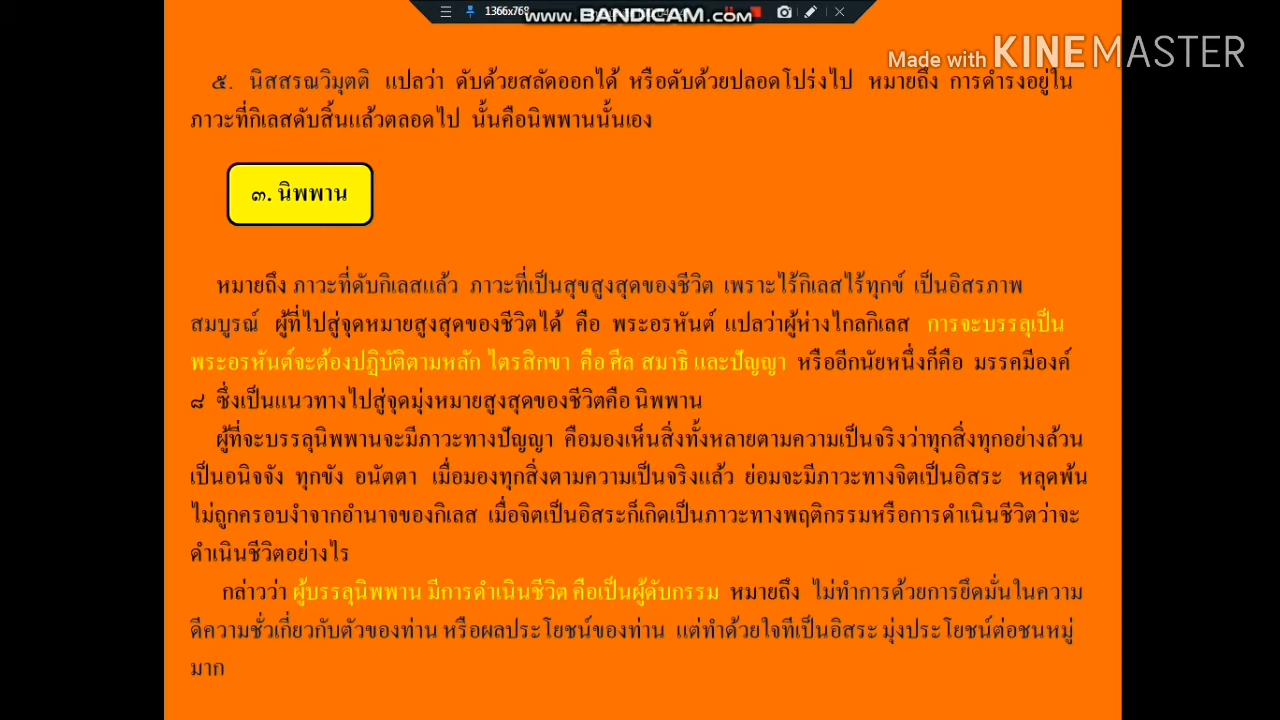 1366x768
www.BANDICAM.com
Made with KINEMASTER
๕. นิสสรณวิมุตติ แปลว่า ดับด้วยสลัดออกได้ หรือดับด้วยปลอดโปร่งไป หมายถึง การดำรงอยู่ใน
ภาวะที่กิเลสดับสิ้นแล้วตลอดไป นั้นคือนิพพานนั้นเอง
๓. นิพพาน
หมายถึง ภาวะที่ดับกิเลสแล้ว ภาวะที่เป็นสุขสูงสุดของชีวิต เพราะไร้กิเลสไร้ทุกข์ เป็นอิสรภาพ
สมบูรณ์ ผู้ที่ไปสู่จุดหมายสูงสุดของชีวิตได้ คือ พระอรหันต์ แปลว่าผู้ห่างไกลกิเลส การจะบรรลุเป็น
พระอรหันต์จะต้องปฏิบัติตามหลัก ไตรสิกขา คือ ศีล สมาธิ และปัญญา หรืออีกนัยหนึ่งก็คือ มรรคมีองค์
๘ ซึ่งเป็นแนวทางไปสู่จุดมุ่งหมายสูงสุดของชีวิตคือ นิพพาน
ผู้ที่จะบรรลุนิพพานจะมีภาวะทางปัญญา คือมองเห็นสิ่งทั้งหลายตามความเป็นจริงว่าทุกสิ่งทุกอย่างล้วน
เป็นอนิจจัง ทุกขัง อนัตตา เมื่อมองทุกสิ่งตามความเป็นจริงแล้ว ย่อมจะมีภาวะทางจิตเป็นอิสระ หลุดพ้น
ไม่ถูกครอบงำจากอำนาจของกิเลส เมื่อจิตเป็นอิสระก็เกิดเป็นภาวะทางพฤติกรรมหรือการดำเนินชีวิตว่าจะ
ดำเนินชีวิตอย่างไร
กล่าวว่า ผู้บรรลุนิพพาน มีการดำเนินชีวิต คือเป็นผู้ดับกรรม หมายถึง ไม่ทำการด้วยการยึดมั่นในความ
ดีความชั่วเกี่ยวกับตัวของท่าน หรือผลประโยชน์ของท่าน แต่ทำด้วยใจทีเป็นอิสระ มุ่งประโยชน์ต่อชนหมู่
มาก